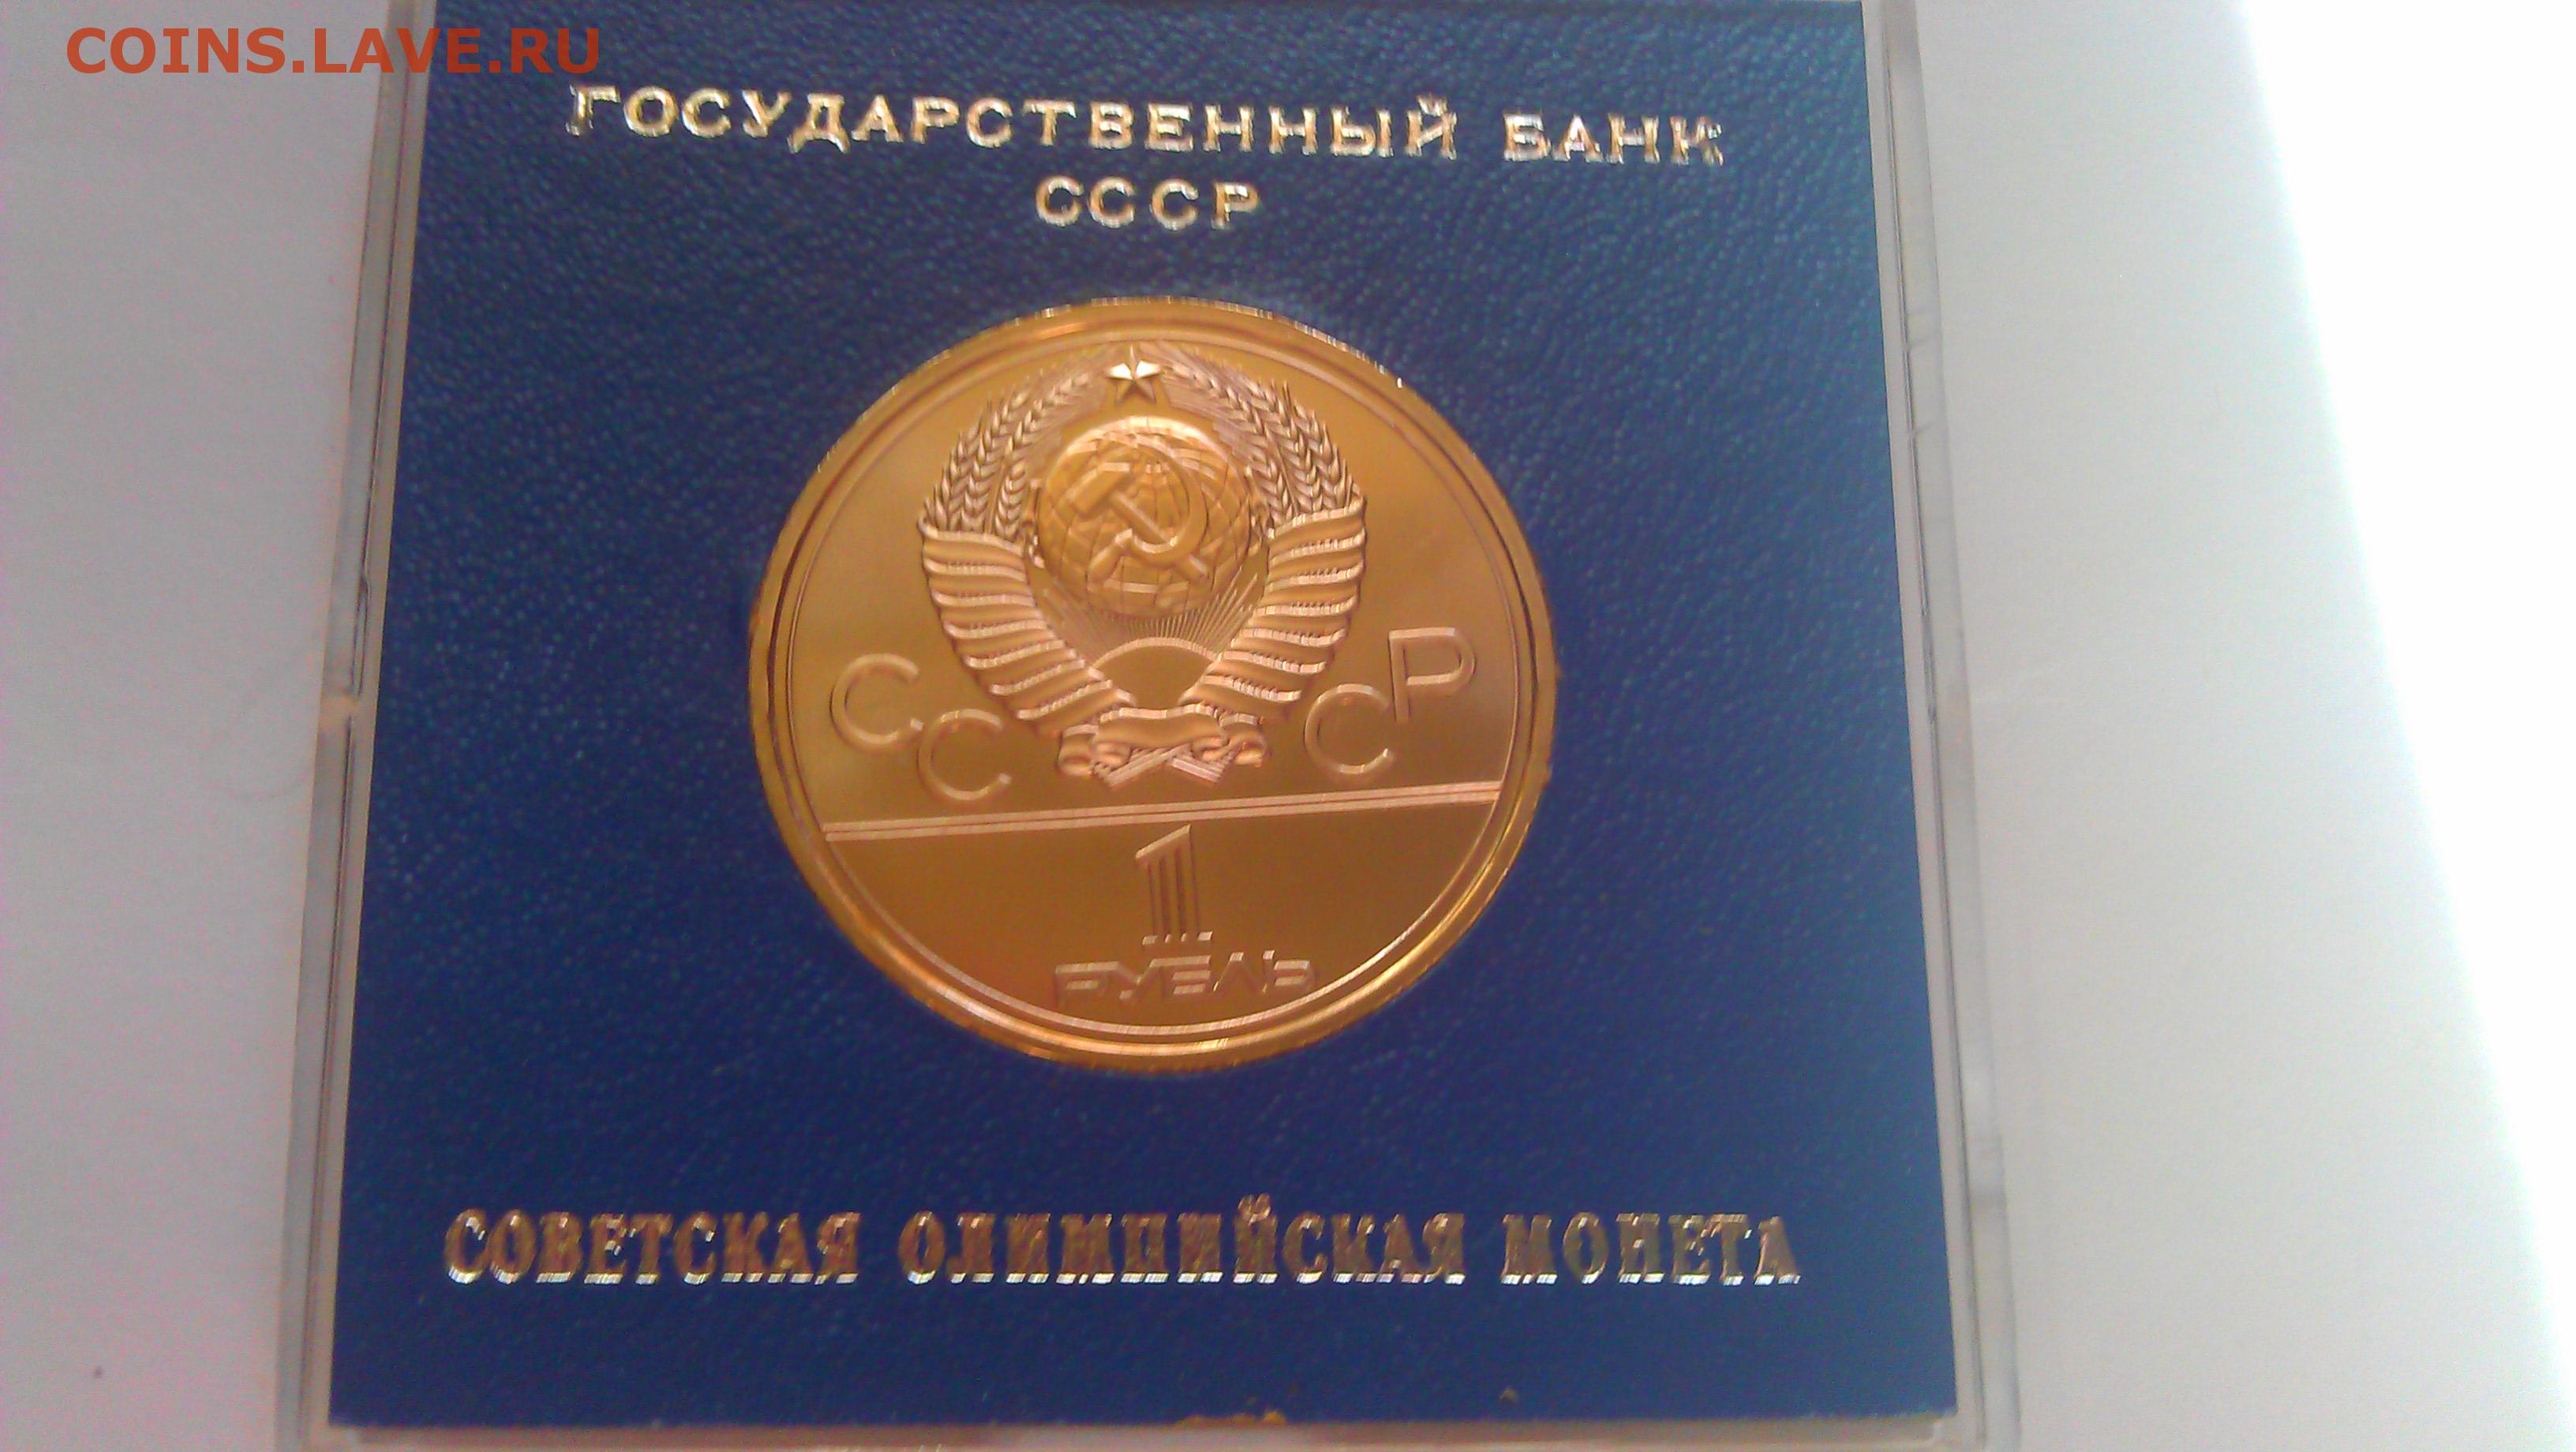 COINS.LAVE.RU
ГОСУДАРСТВЕННЫЙ БАНК
СССР
СС СР
1
РУБЛЬ
СОВЕТСКАЯ ОЛИМПИЙСКАЯ МОНЕТА